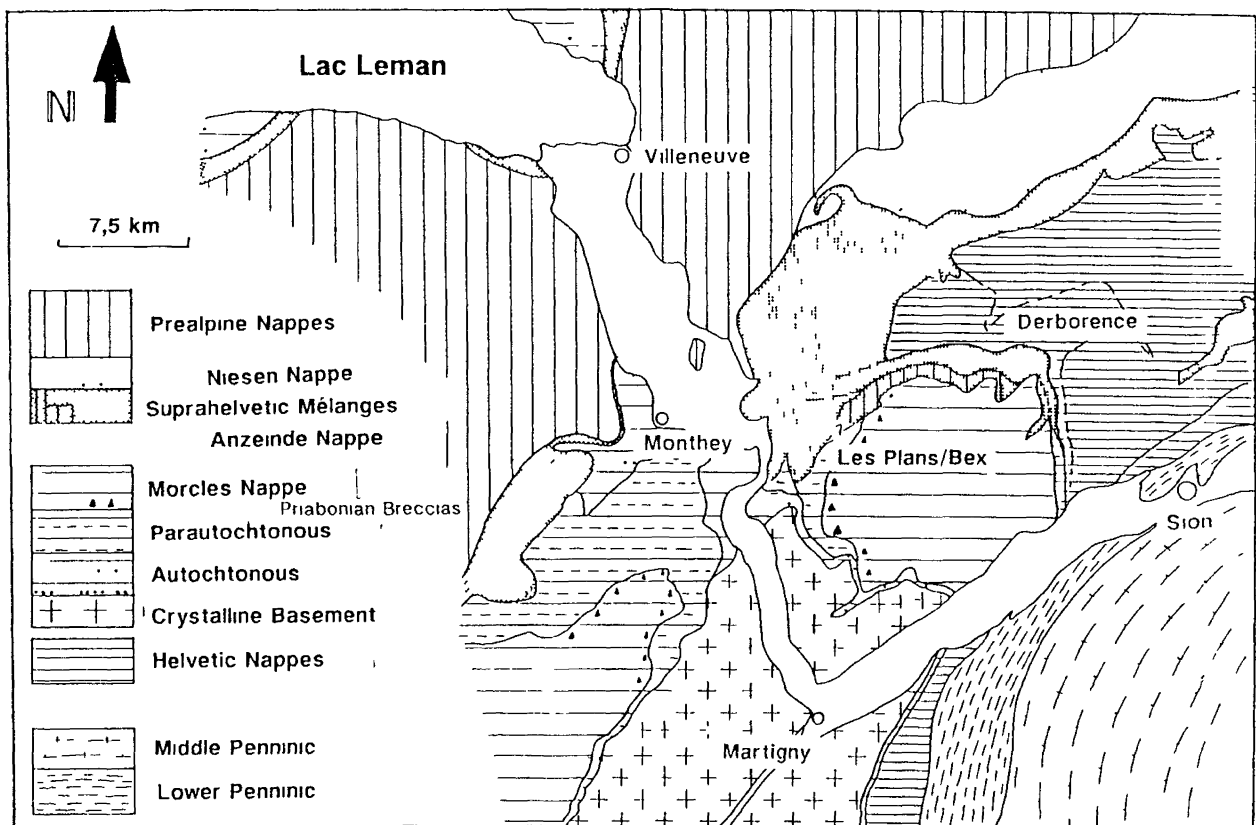 Lac Leman
N
Villeneuve
7,5 km
Prealpine Nappes
Niesen Nappe
Suprahelvetic Mélanges
Anzeinde Nappe
Morcles Nappe
Priabonian Breccias
Parautochtonous
Autochtonous
Crystalline Basement
Helvetic Nappes
Middle Penninic
Lower Penninic
Derborence
Monthey
Les Plans/Bex
Sion
Martigny